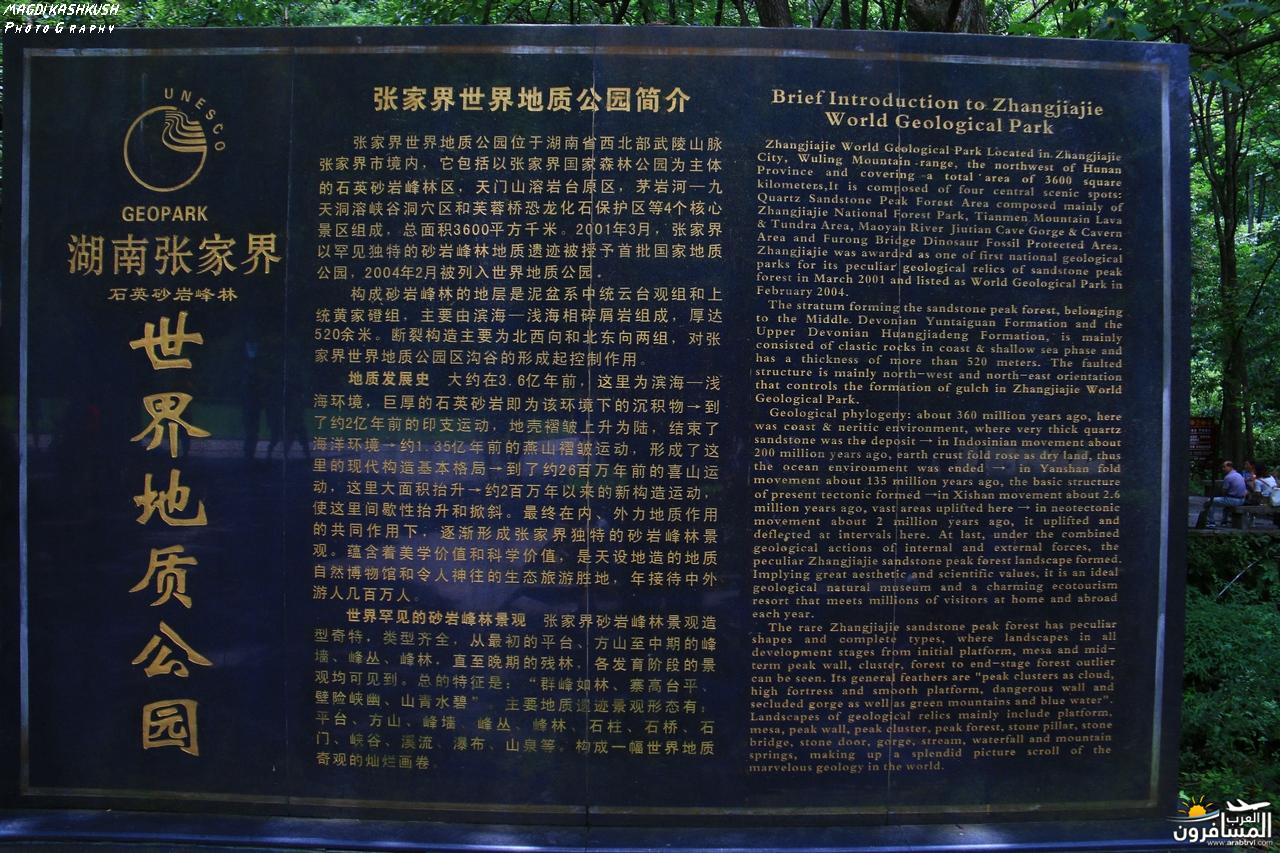 MAGDI KASHKUSH
PHOTOGRAPHY
UNESCO
GEOPARK
湖南张家界
石英砂岩峰林
世界地质公园
张家界世界地质公园简介
张家界世界地质公园位于湖南省西北部武陵山脉
张家界市境内，它包括以张家界国家森林公园为主体
的石英砂岩峰林区，天门山溶岩台原区，茅岩河—九
天洞溶峡谷洞穴区和芙蓉桥恐龙化石保护区等4个核心
景区组成，总面积3600平方千米。2001年3月，张家界
以罕见独特的砂岩峰林地质遗迹被授予首批国家地质
公园，2004年2月被列入世界地质公园。
构成砂岩峰林的地层是泥盆系中统云台观组和上
统黄家磴组，主要由滨海—浅海相碎屑岩组成，厚达
520余米。断裂构造主要为北西向和北东向两组，对张
家界世界地质公园区沟谷的形成起控制作用。
地质发展史 大约在3.6亿年前，这里为滨海—浅
海环境，巨厚的石英砂岩即为该环境下的沉积物→到
了约2亿年前的印支运动，地壳褶皱上升为陆，结束了
海洋环境→约1.35亿年前的燕山褶皱运动，形成了这
里的现代构造基本格局→到了约26百万年前的喜山运
动，这里大面积抬升→约2百万年以来的新构造运动，
使这里间歇性抬升和掀斜。最终在内、外力地质作用
的共同作用下，逐渐形成张家界独特的砂岩峰林景
观。蕴含着美学价值和科学价值，是天设地造的地质
自然博物馆和令人神往的生态旅游胜地，年接待中外
游人几百万人。
世界罕见的砂岩峰林景观 张家界砂岩峰林景观造
型奇特，类型齐全，从最初的平台、方山至中期的峰
墙、峰丛、峰林，直至晚期的残林，各发育阶段的景
观均可见到。总的特征是：“群峰如林、寨高台平、
壁险峡幽、山青水碧”。主要地质遗迹景观形态有：
平台、方山、峰墙、峰丛、峰林、石柱、石桥、石
门、峡谷、溪流、瀑布、山泉等。构成一幅世界地质
奇观的灿烂画卷。
Brief Introduction to Zhangjiajie
World Geological Park
Zhangjiajie World Geological Park Located in Zhangjiajie
City, Wuling Mountain range, the northwest of Hunan
Province and covering a total area of 3600 square
kilometers,It is composed of four central scenic spots:
Quartz Sandstone Peak Forest Area composed mainly of
Zhangjiajie National Forest Park, Tianmen Mountain Lava
& Tundra Area, Maoyan River Jiutian Cave Gorge & Cavern
Area and Furong Bridge Dinosaur Fossil Protected Area.
Zhangjiajie was awarded as one of first national geological
parks for its peculiar geological relics of sandstone peak
forest in March 2001 and listed as World Geological Park in
February 2004.
The stratum forming the sandstone peak forest, belonging
to the Middle Devonian Yuntaiguan Formation and the
Upper Devonian Huangjiadeng Formation, is mainly
consisted of clastic rocks in coast & shallow sea phase and
has a thickness of more than 520 meters. The faulted
structure is mainly north-west and north-east orientation
that controls the formation of gulch in Zhangjiajie World
Geological Park.
Geological phylogeny: about 360 million years ago, here
was coast & neritic environment, where very thick quartz
sandstone was the deposit → in Indosinian movement about
200 million years ago, earth crust fold rose as dry land, thus
the ocean environment was ended → in Yanshan fold
movement about 135 million years ago, the basic structure
of present tectonic formed →in Xishan movement about 2.6
million years ago, vast areas uplifted here → in neotectonic
movement about 2 million years ago, it uplifted and
deflected at intervals here. At last, under the combined
geological actions of internal and external forces, the
peculiar Zhangjiajie sandstone peak forest landscape formed.
Implying great aesthetic and scientific values, it is an ideal
geological natural museum and a charming ecotourism
resort that meets millions of visitors at home and abroad
each year.
The rare Zhangjiajie sandstone peak forest has peculiar
shapes and complete types, where landscapes in all
development stages from initial platform, mesa and mid-
term peak wall, cluster, forest to end-stage forest outlier
can be seen. Its general feathers are "peak clusters as cloud,
high fortress and smooth platform, dangerous wall and
secluded gorge as well as green mountains and blue water".
Landscapes of geological relics mainly include platform,
mesa, peak wall, peak cluster, peak forest, stone pillar, stone
bridge, stone door, gorge, stream, waterfall and mountain
springs, making up a splendid picture scroll of the
marvelous geology in the world.
العرب
المسافرون
www.arabtrvl.com